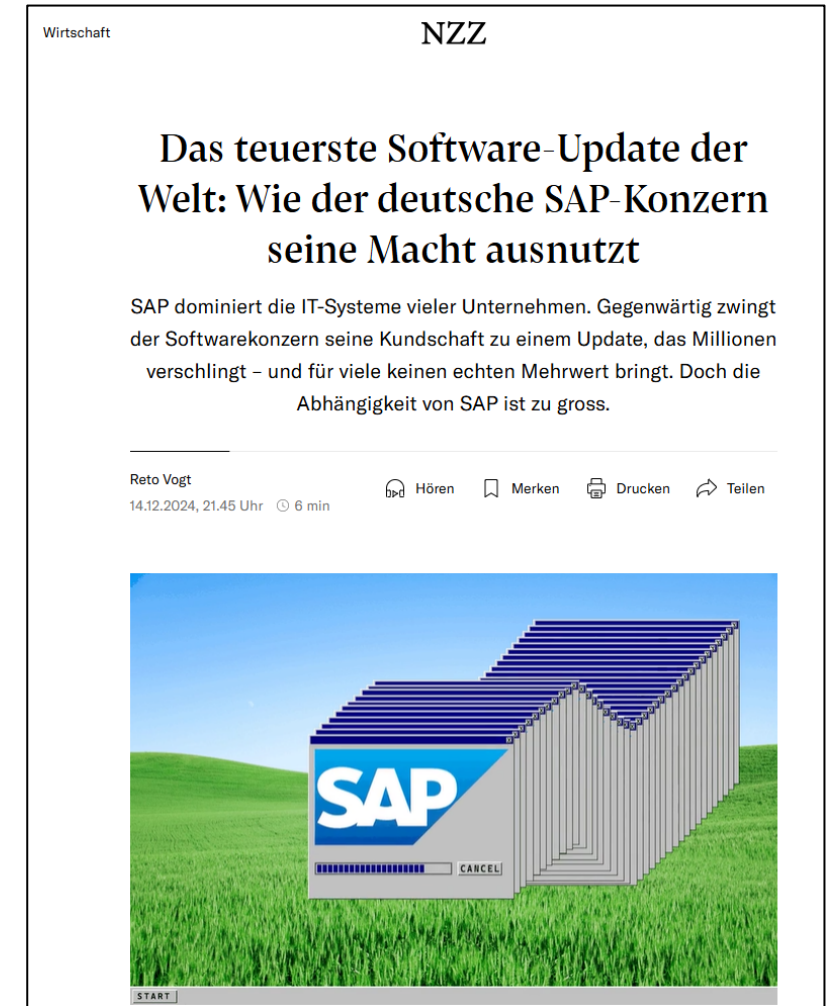 Wirtschaft
NZZ
Das teuerste Software-Update der
Welt: Wie der deutsche SAP-Konzern
seine Macht ausnutzt
SAP dominiert die IT-Systeme vieler Unternehmen. Gegenwärtig zwingt
der Softwarekonzern seine Kundschaft zu einem Update, das Millionen
verschlingt – und für viele keinen echten Mehrwert bringt. Doch die
Abhängigkeit von SAP ist zu gross.
Reto Vogt
14.12.2024, 21.45 Uhr 6 min
Hören Merken Drucken Teilen
SAP
CANCEL
START